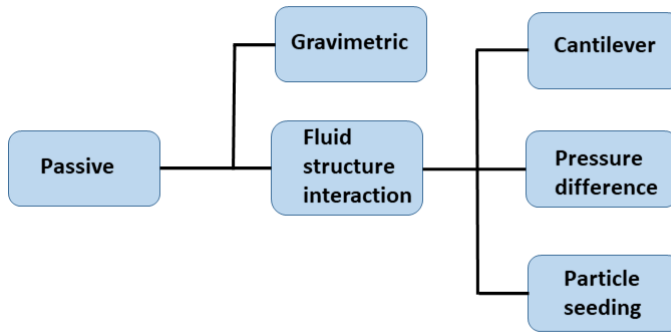 Gravimetric
Cantilever
Passive
Fluid
structure
interaction
Pressure
difference
Particle
seeding